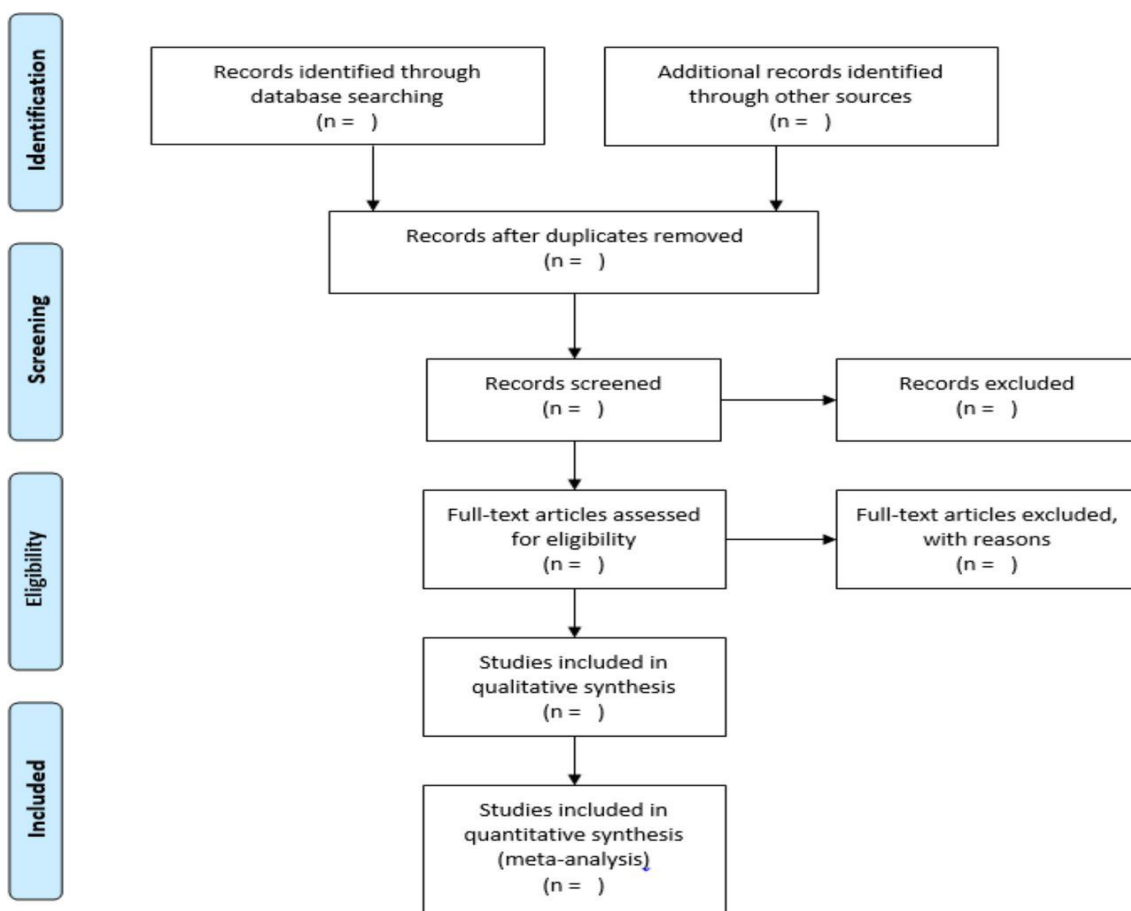 Identification
Records identified through
database searching
(n =   )
Additional records identified
through other sources
(n =   )
Records after duplicates removed
(n =   )
Screening
Records screened
(n =   )
Records excluded
(n =   )
Eligibility
Full-text articles assessed
for eligibility
(n =   )
Full-text articles excluded,
with reasons
(n =   )
Studies included in
qualitative synthesis
(n =   )
Included
Studies included in
quantitative synthesis
(meta-analysis)
(n =   )